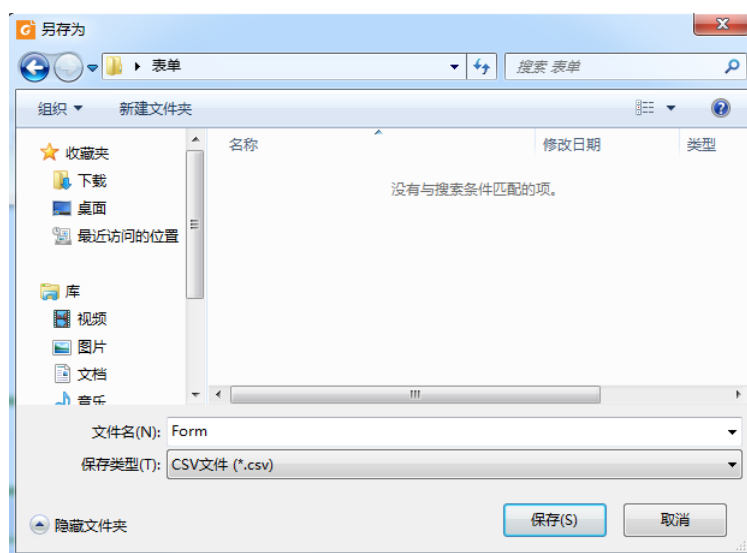 另存为
表单
搜索 表单
组织
新建文件夹
收藏夹
下载
桌面
最近访问的位置
库
视频
图片
文档
音乐
名称
修改日期
类型
没有与搜索条件匹配的项。
文件名(N): Form
保存类型(T): CSV文件 (*.csv)
隐藏文件夹
保存(S)
取消